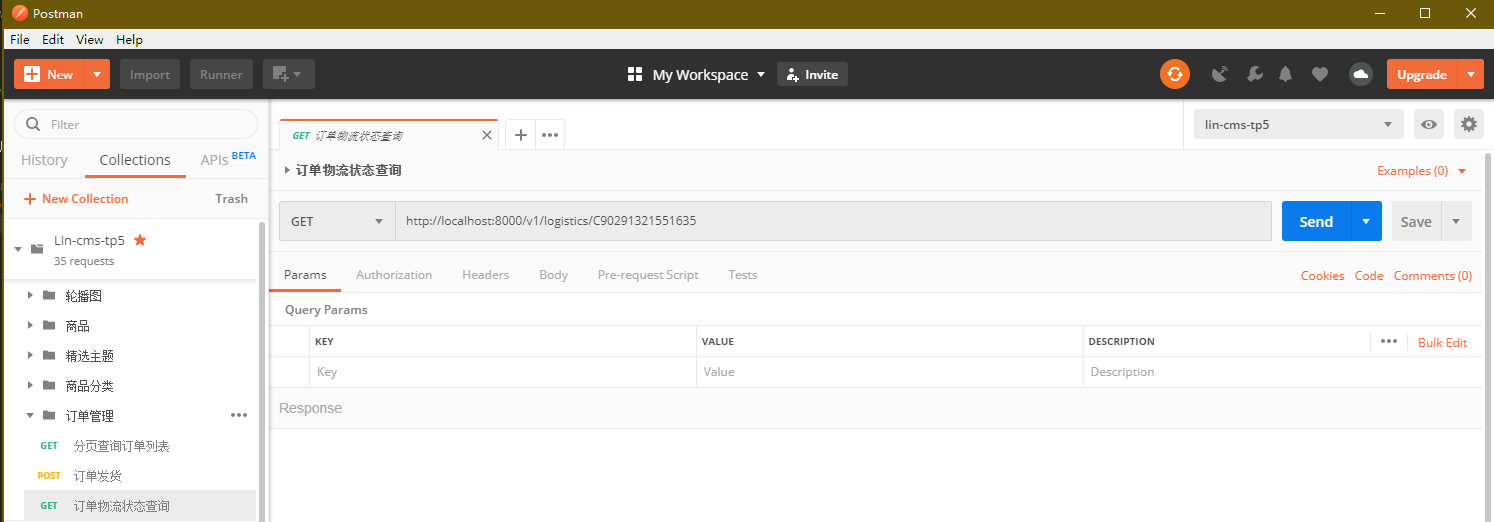 Postman
File Edit View Help
New Import Runner My Workspace Invite Upgrade
Filter
History Collections APIs BETA
New Collection Trash
Lin-cms-tp5
35 requests
轮播图
商品
精选主题
商品分类
订单管理
GET 分页查询订单列表
POST 订单发货
GET 订单物流状态查询
GET 订单物流状态查询
lin-cms-tp5
订单物流状态查询
Examples (0)
GET http://localhost:8000/v1/logistics/C90291321551635 Send Save
Params Authorization Headers Body Pre-request Script Tests Cookies Code Comments (0)
Query Params
KEY VALUE DESCRIPTION Bulk Edit
Key Value Description
Response